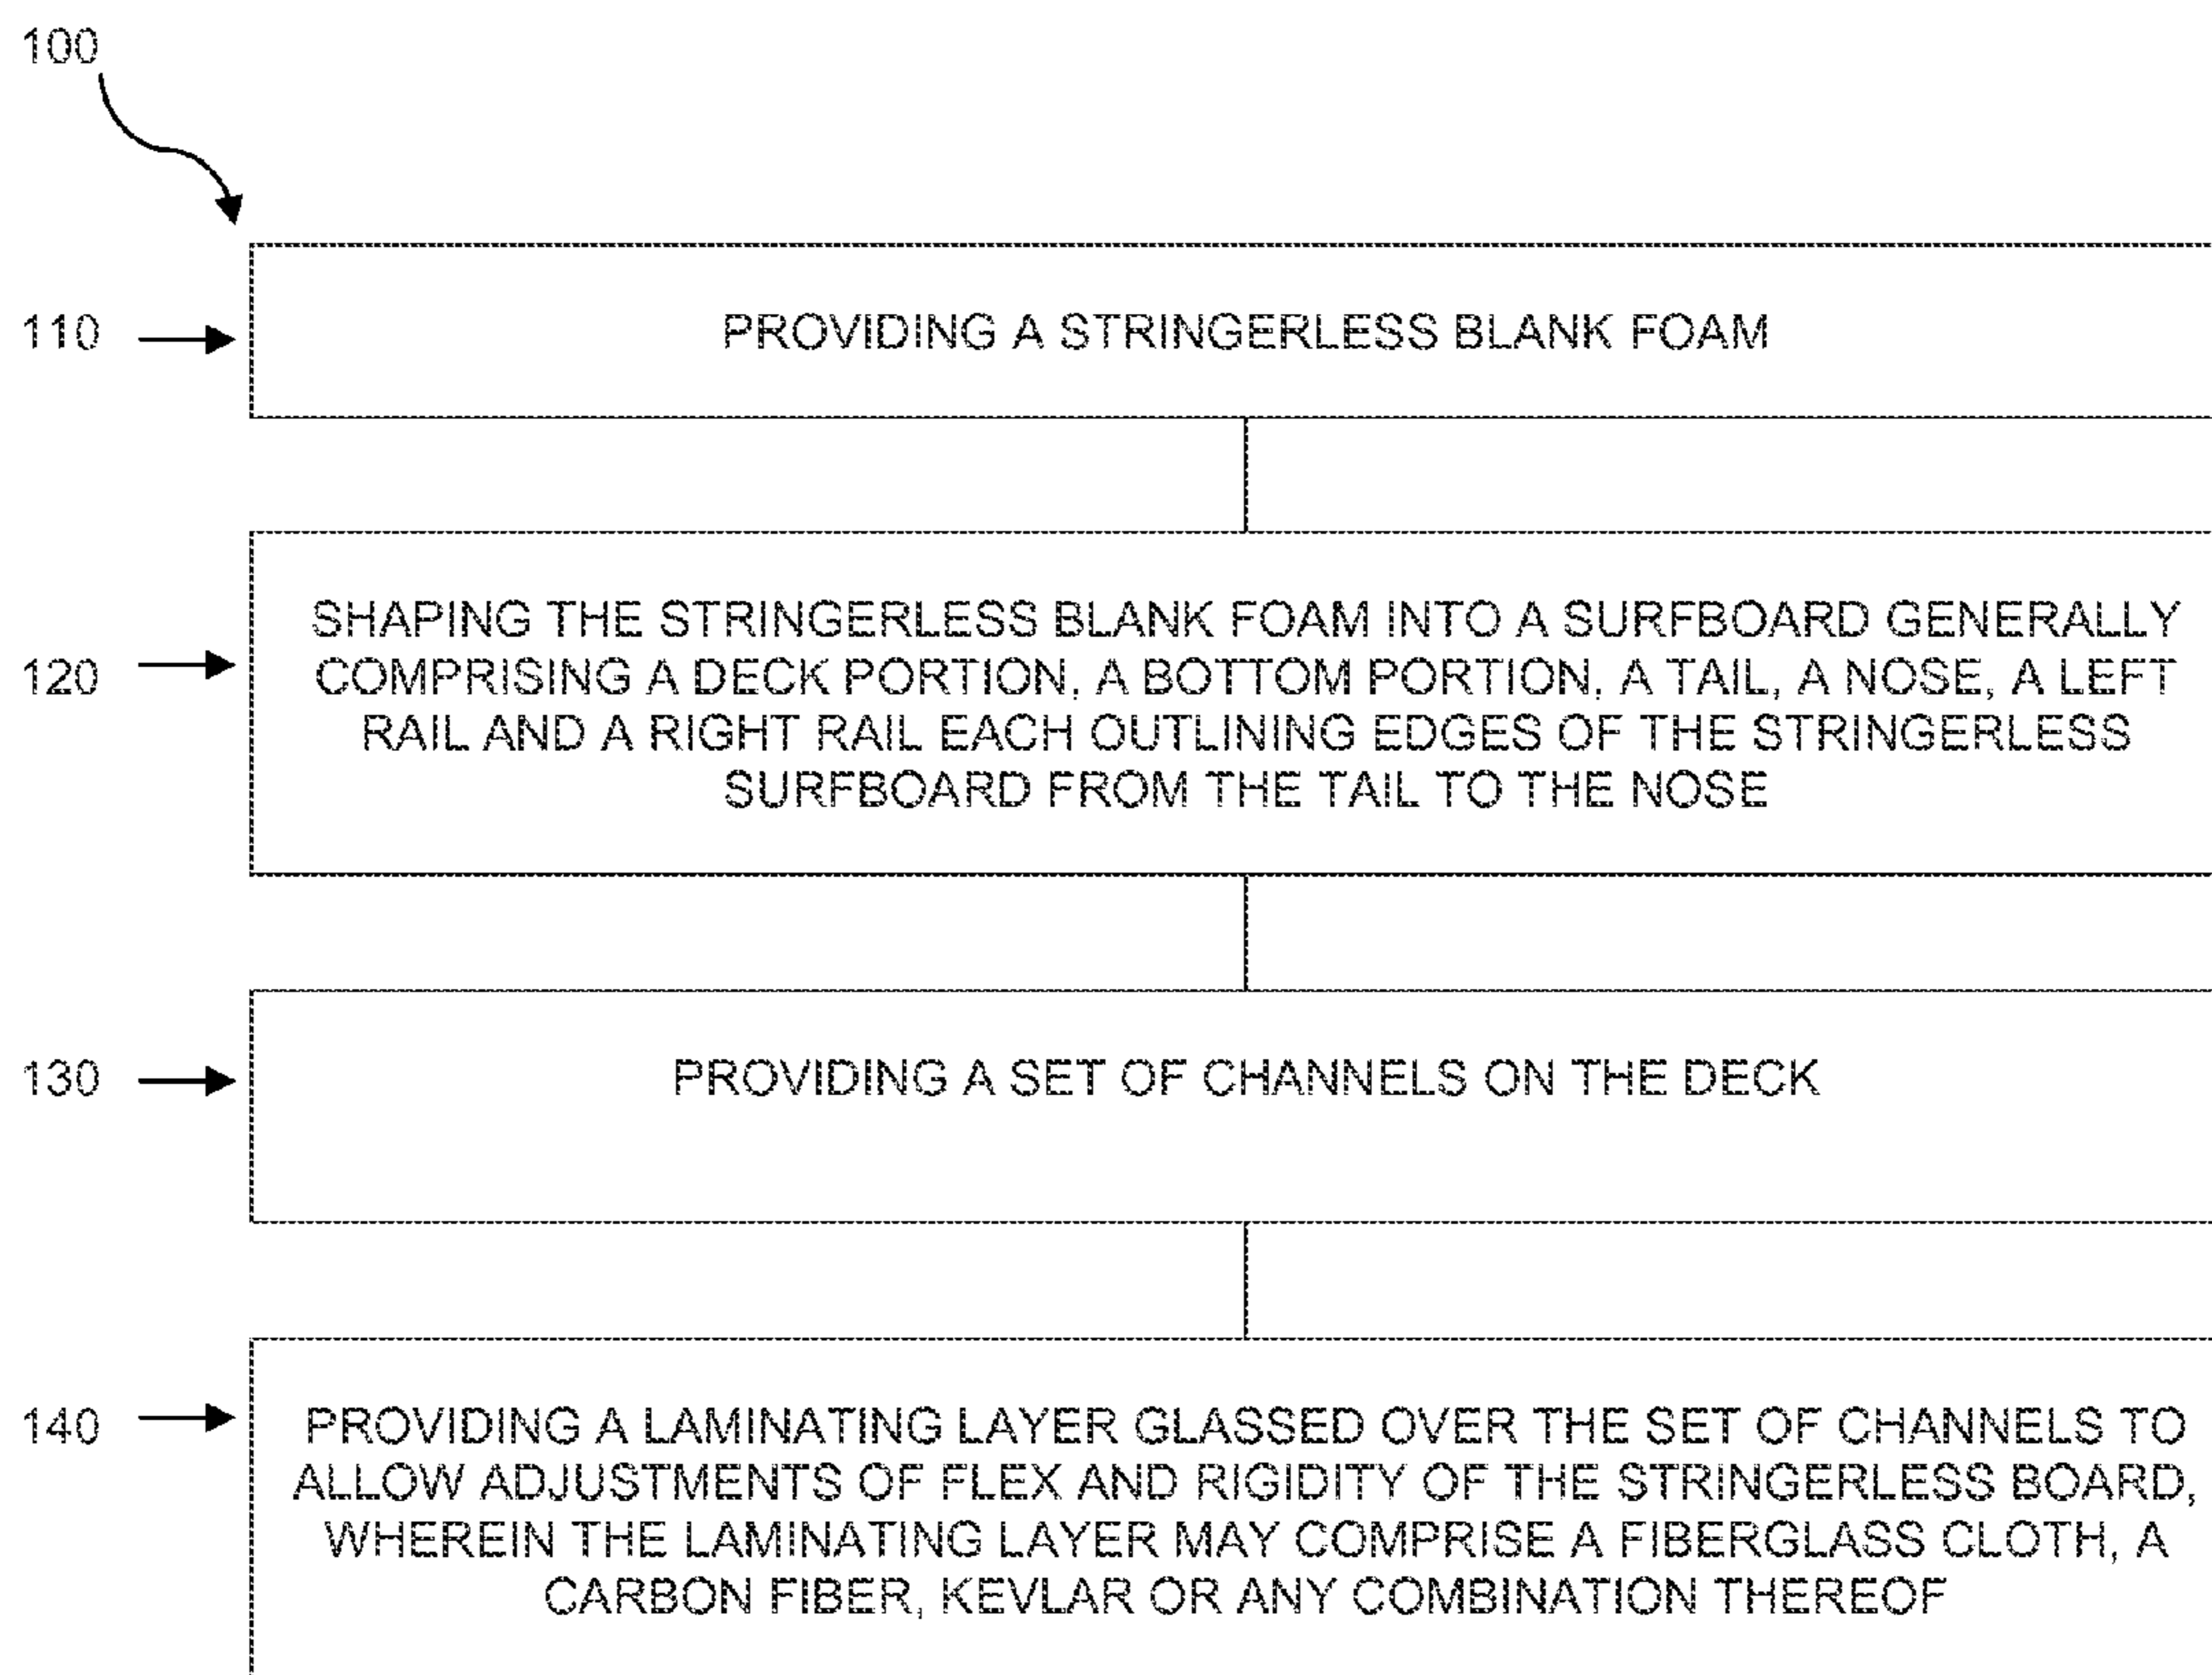 100
110
PROVIDING A STRINGERLESS BLANK FOAM
120
SHAPING THE STRINGERLESS BLANK FOAM INTO A SURFBOARD GENERALLY
COMPRISING A DECK PORTION, A BOTTOM PORTION, A TAIL, A NOSE, A LEFT
RAIL AND A RIGHT RAIL EACH OUTLINING EDGES OF THE STRINGERLESS
SURFBOARD FROM THE TAIL TO THE NOSE
130
PROVIDING A SET OF CHANNELS ON THE DECK
140
PROVIDING A LAMINATING LAYER GLASSED OVER THE SET OF CHANNELS TO
ALLOW ADJUSTMENTS OF FLEX AND RIGIDITY OF THE STRINGERLESS BOARD,
WHEREIN THE LAMINATING LAYER MAY COMPRISE A FIBERGLASS CLOTH, A
CARBON FIBER, KEVLAR OR ANY COMBINATION THEREOF